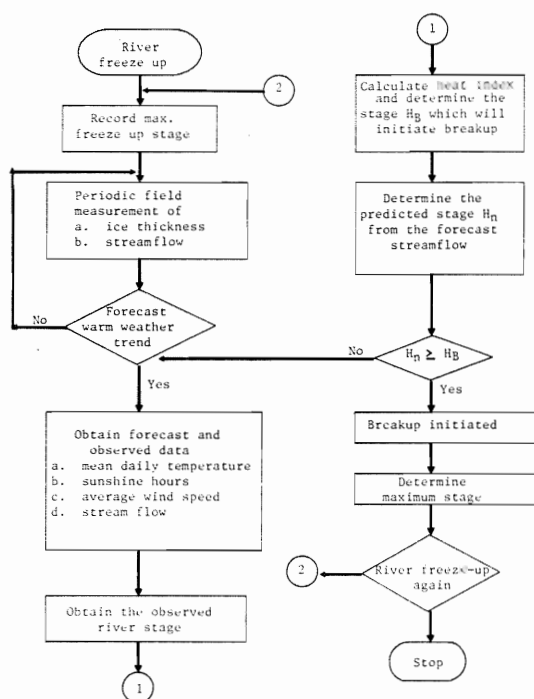 River
freeze up
2
Record max.
freeze up stage
Periodic field
measurement of
a. ice thickness
b. streamflow
No
Forecast
warm weather
trend
Yes
Obtain forecast and
observed data
a. mean daily temperature
b. sunshine hours
c. average wind speed
d. stream flow
Obtain the observed
river stage
1
1
Calculate heat index
and determine the
stage HB which will
initiate breakup
Determine the
predicted stage Hn
from the forecast
streamflow
No
Hn ≥ HB
Yes
Breakup initiated
Determine
maximum stage
2
River freeze-up
again
Stop